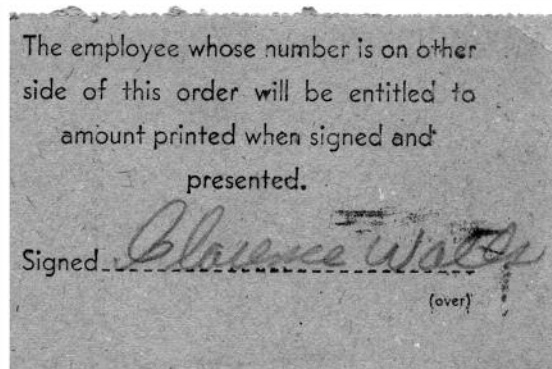 The employee whose number is on other
side of this order will be entitled to
amount printed when signed and
presented.
Signed Clarence Watts
(over)